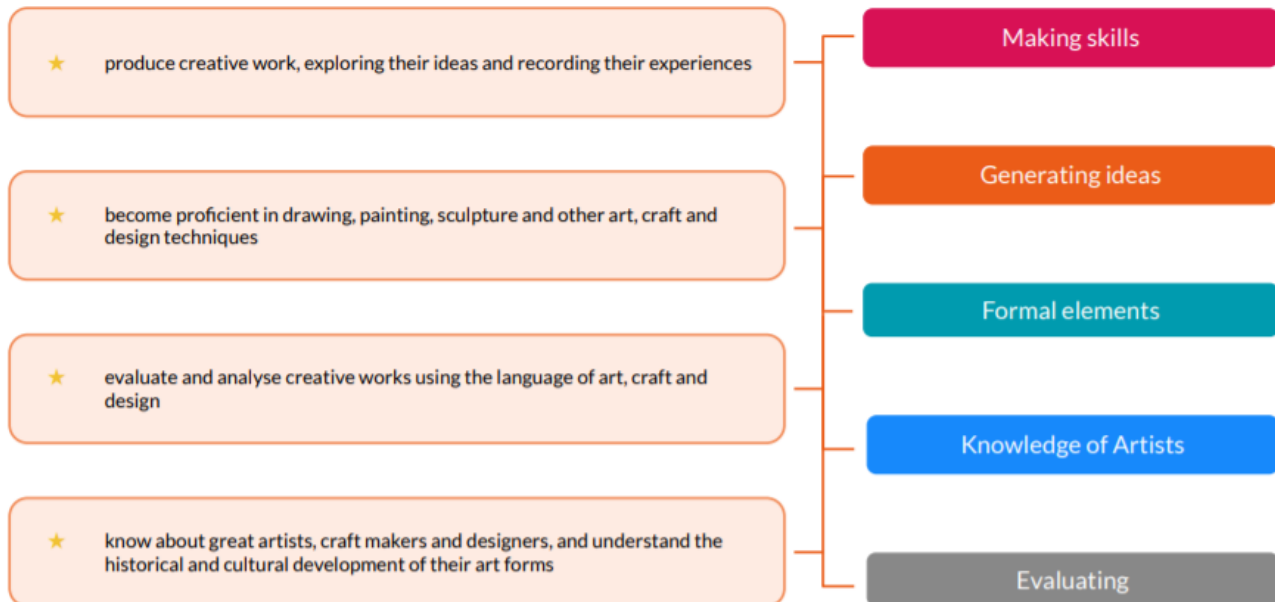 produce creative work, exploring their ideas and recording their experiences
become proficient in drawing, painting, sculpture and other art, craft and
design techniques
evaluate and analyse creative works using the language of art, craft and
design
know about great artists, craft makers and designers, and understand the
historical and cultural development of their art forms
Making skills
Generating ideas
Formal elements
Knowledge of Artists
Evaluating